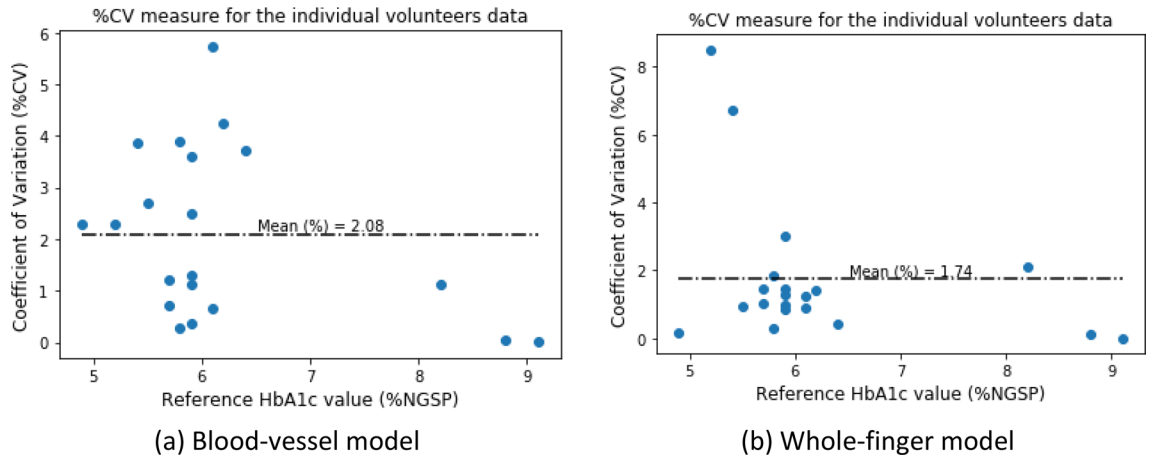 %CV measure for the individual volunteers data
Coefficient of Variation (%CV)
6
5
4
3
2
1
0
Mean (%) = 2.08
5 6 7 8 9
Reference HbA1c value (%NGSP)
(a) Blood-vessel model
%CV measure for the individual volunteers data
Coefficient of Variation (%CV)
8
6
4
2
0
Mean (%) = 1.74
5 6 7 8 9
Reference HbA1c value (%NGSP)
(b) Whole-finger model